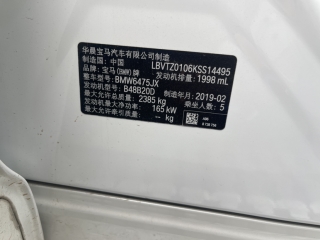 华晨宝马汽车有限公司制造
制造国: 中国 LBVTZ0106KSS14495
品牌: 宝马(BMW)牌 发动机排量: 1998 mL
整车型号: BMW6475JX
发动机型号: B48B20D
最大允许总质量: 2385 kg 制造年月: 2019-02
发动机最大净功率: 165 kW 乘坐人数: 5
最大允许牵引质量: -- kg